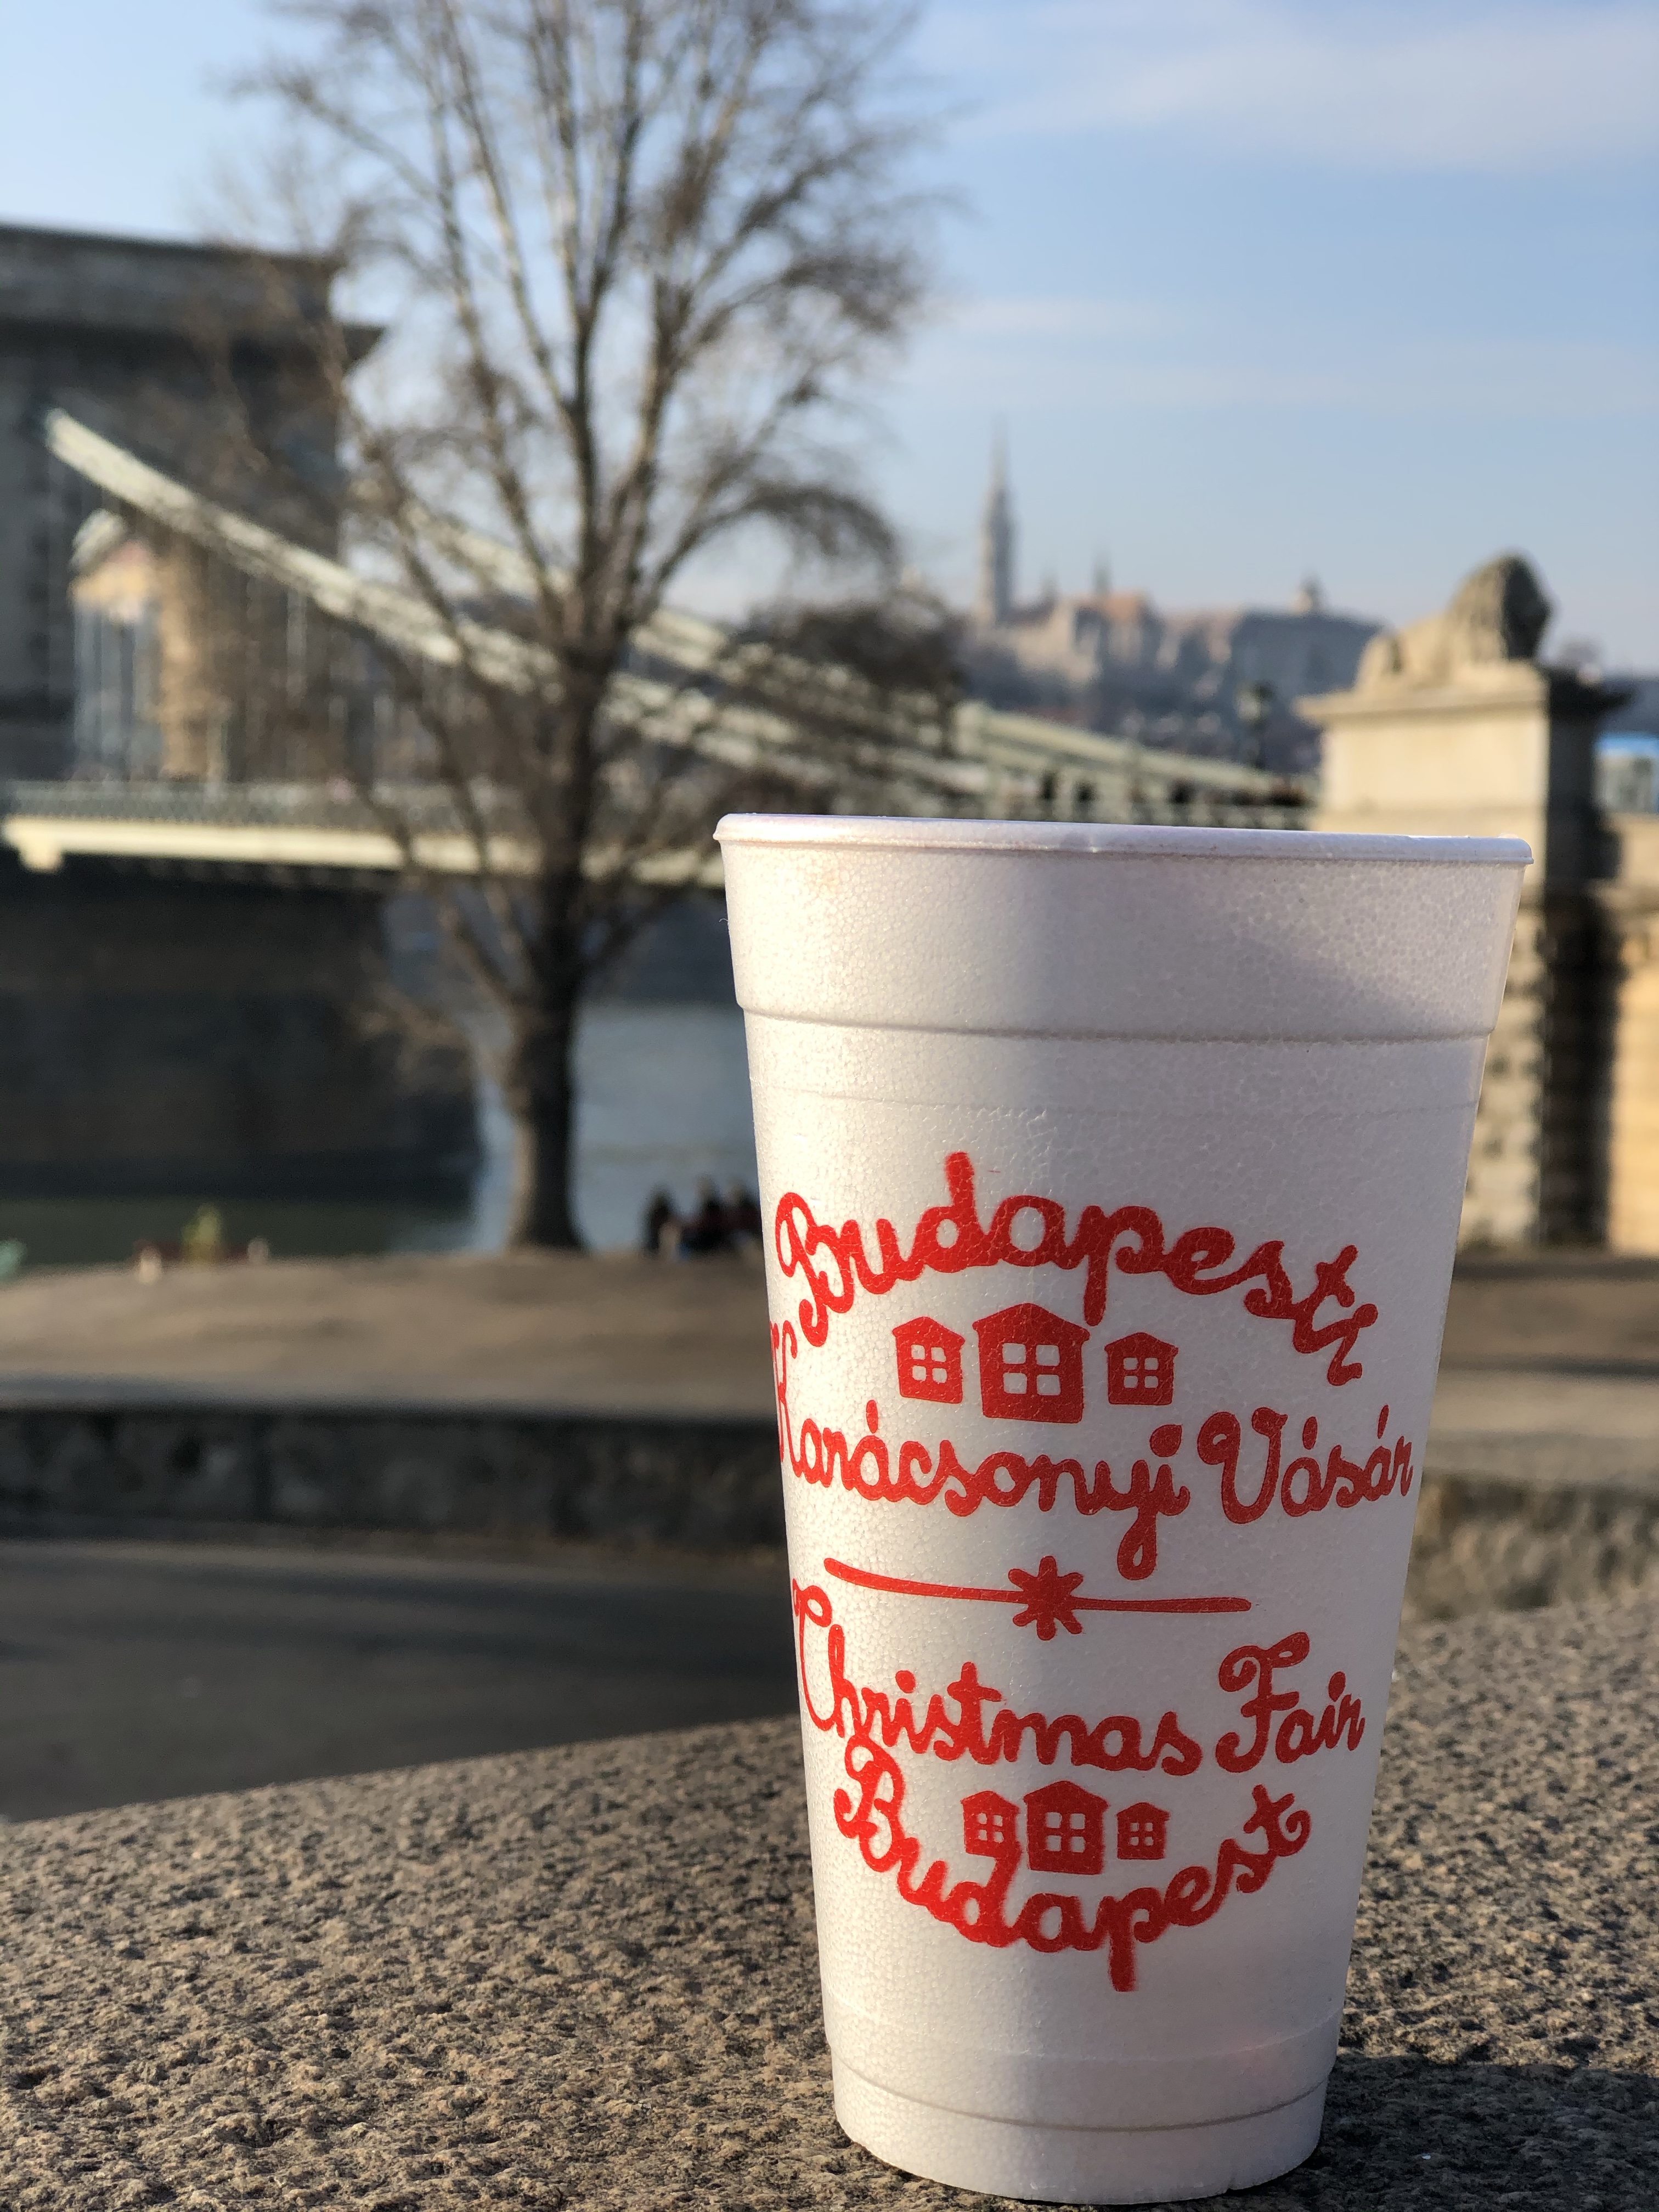 Budapesti
Karácsonyi Vásár
Christmas Fair
Budapest